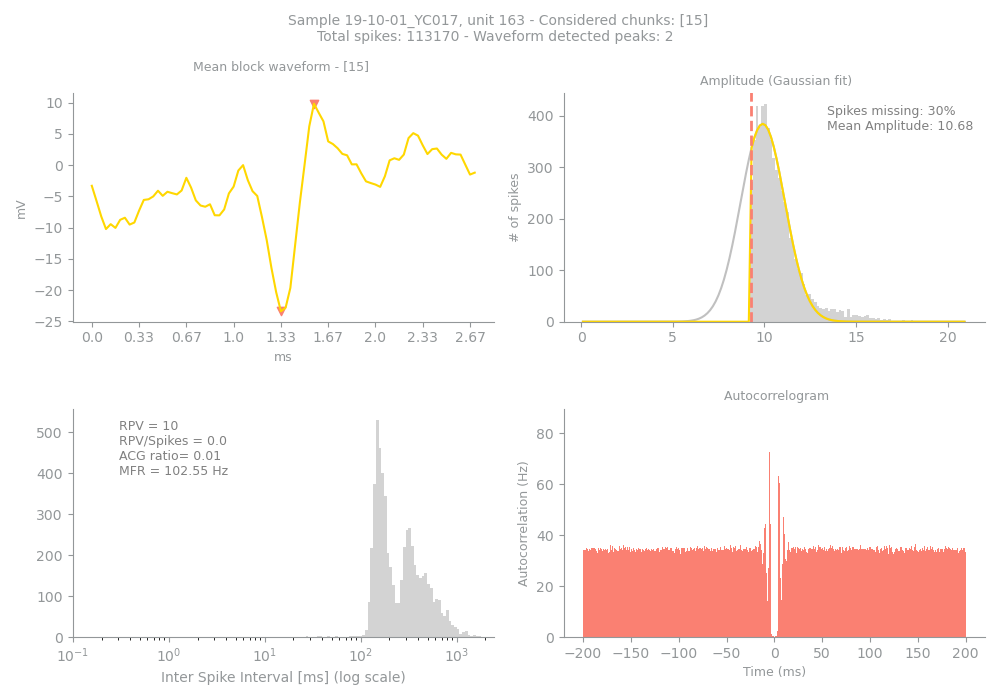 Sample 19-10-01_YC017, unit 163 - Considered chunks: [15]
Total spikes: 113170 - Waveform detected peaks: 2
Mean block waveform - [15]
10
5
0
−5
−10
−15
−20
−25
mV
0.0 0.33 0.67 1.0 1.33 1.67 2.0 2.33 2.67
ms
Amplitude (Gaussian fit)
Spikes missing: 30%
Mean Amplitude: 10.68
400
300
200
100
0
# of spikes
0 5 10 15 20
RPV = 10
RPV/Spikes = 0.0
ACG ratio= 0.01
MFR = 102.55 Hz
500
400
300
200
100
0
10⁻¹ 10⁰ 10¹ 10² 10³
Inter Spike Interval [ms] (log scale)
Autocorrelogram
80
60
40
20
0
Autocorrelation (Hz)
−200 −150 −100 −50 0 50 100 150 200
Time (ms)